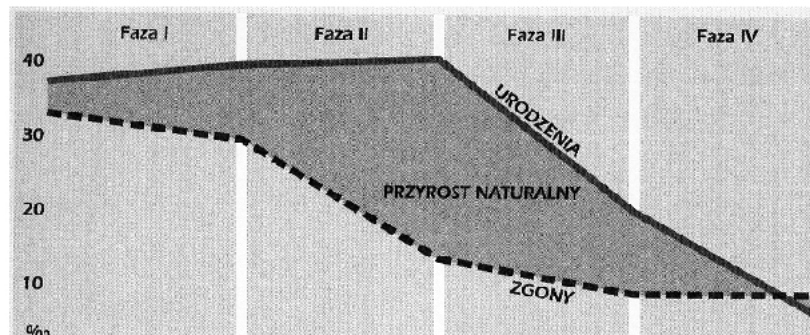 Faza I Faza II Faza III Faza IV
40
URODZENIA
30
PRZYROST NATURALNY
20
10
ZGONY
‰